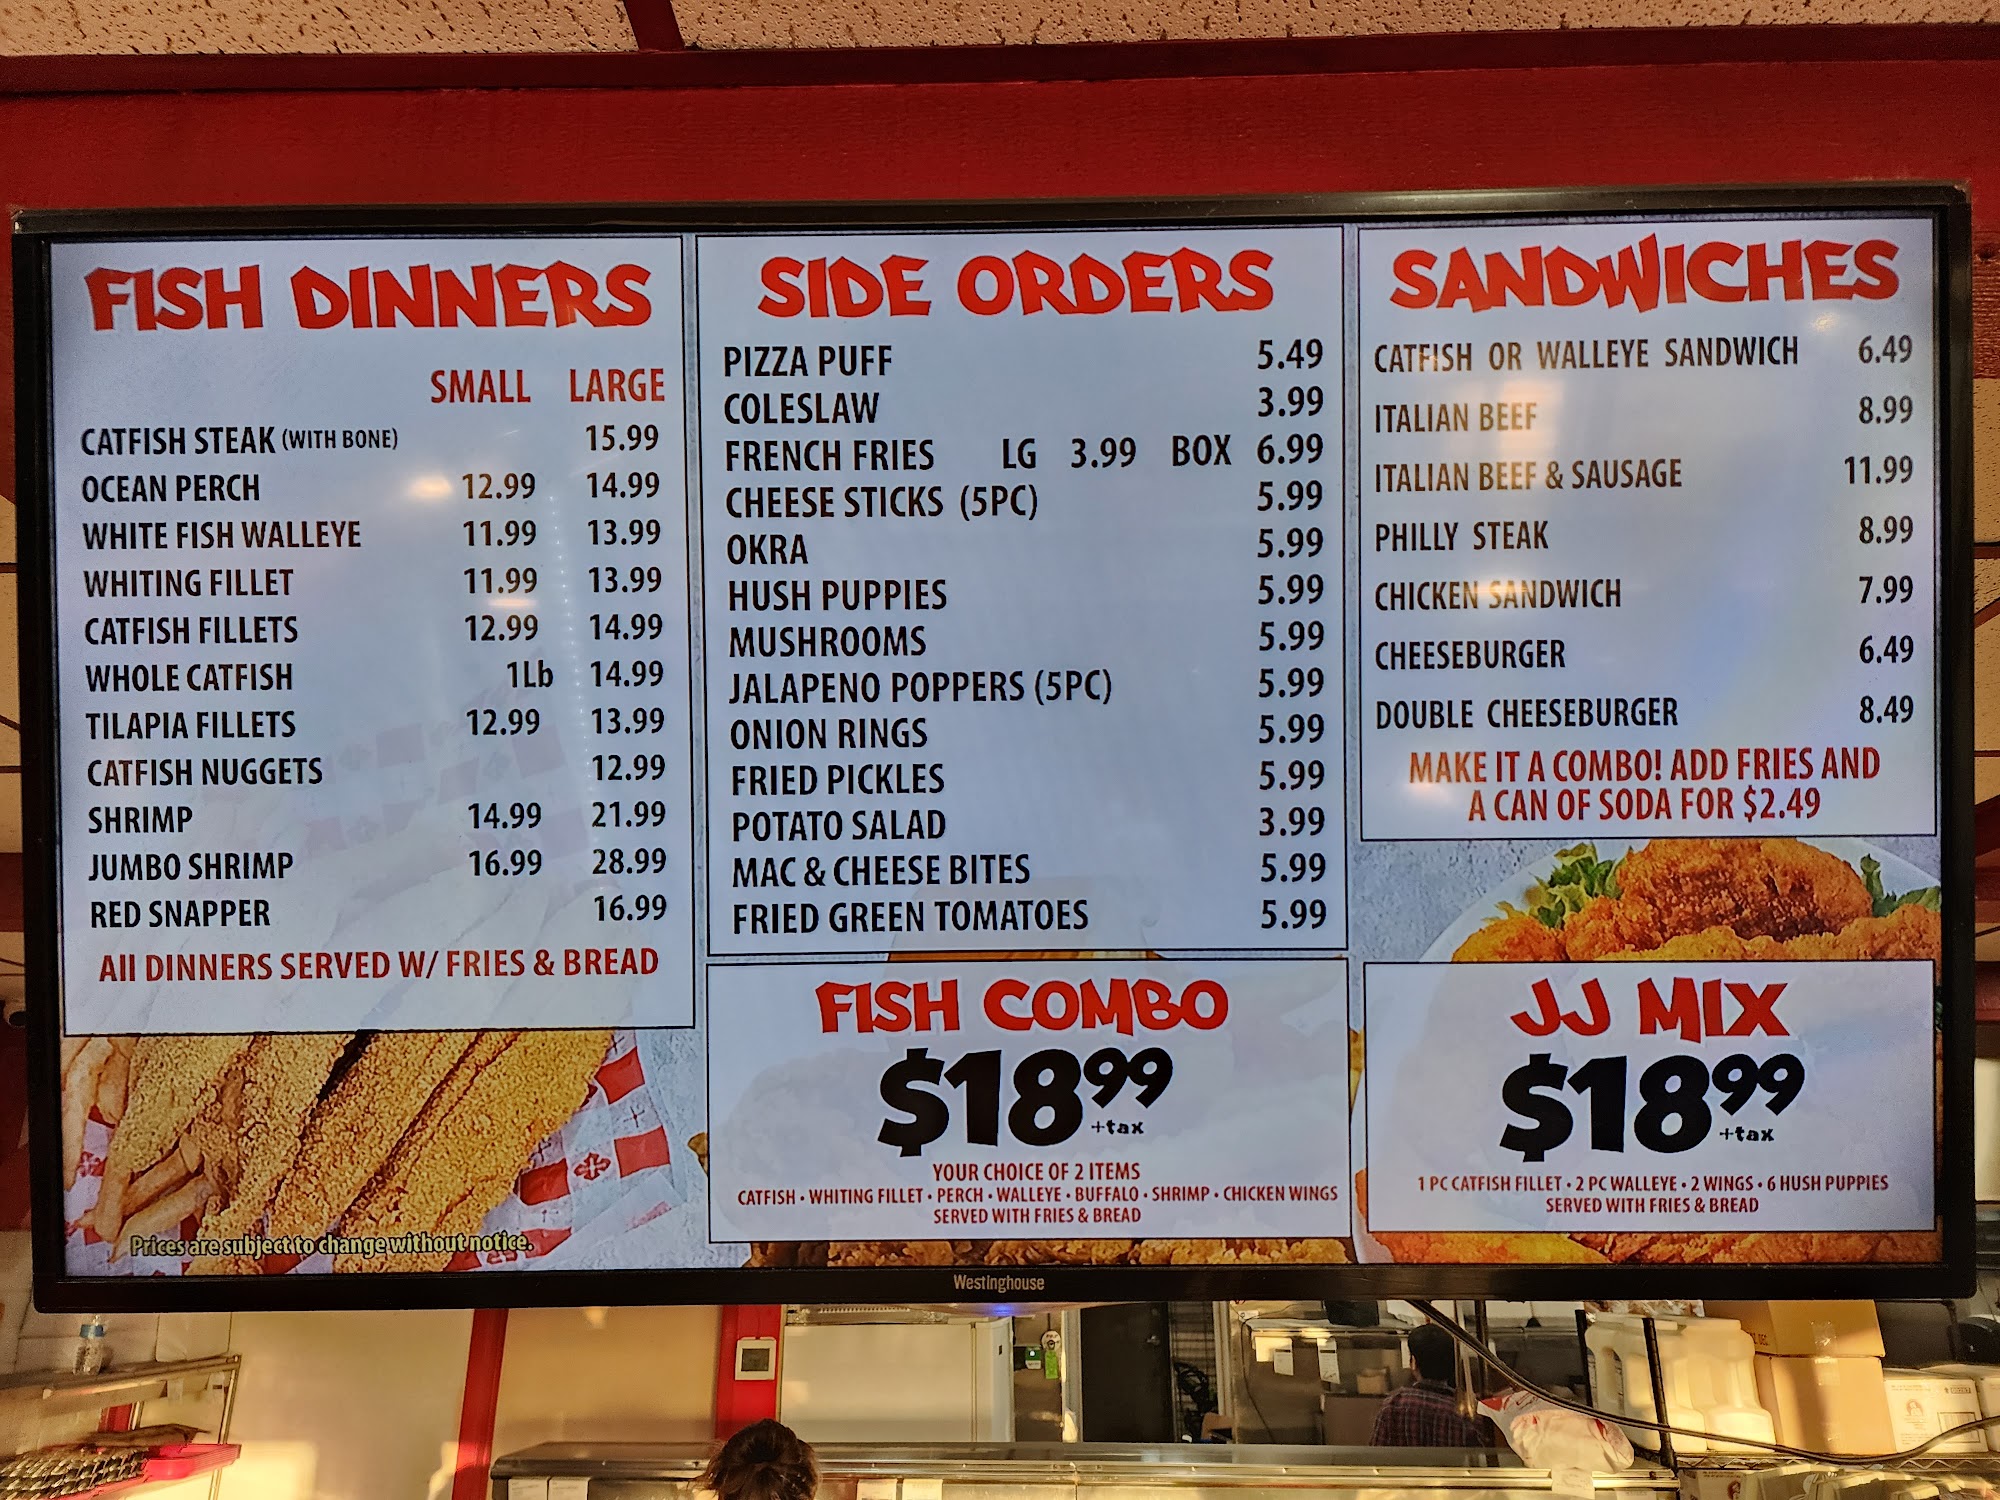 FISH DINNERS
SMALL LARGE
CATFISH STEAK (WITH BONE) 15.99
OCEAN PERCH 12.99 14.99
WHITE FISH WALLEYE 11.99 13.99
WHITING FILLET 11.99 13.99
CATFISH FILLETS 12.99 14.99
WHOLE CATFISH 1Lb 14.99
TILAPIA FILLETS 12.99 13.99
CATFISH NUGGETS 12.99
SHRIMP 14.99 21.99
JUMBO SHRIMP 16.99 28.99
RED SNAPPER 16.99
All DINNERS SERVED W/ FRIES & BREAD
Prices are subject to change without notice.
SIDE ORDERS
PIZZA PUFF 5.49
COLESLAW 3.99
FRENCH FRIES LG 3.99 BOX 6.99
CHEESE STICKS (5PC) 5.99
OKRA 5.99
HUSH PUPPIES 5.99
MUSHROOMS 5.99
JALAPENO POPPERS (5PC) 5.99
ONION RINGS 5.99
FRIED PICKLES 5.99
POTATO SALAD 3.99
MAC & CHEESE BITES 5.99
FRIED GREEN TOMATOES 5.99
FISH COMBO
$1899
+tax
YOUR CHOICE OF 2 ITEMS
CATFISH • WHITING FILLET • PERCH • WALLEYE • BUFFALO • SHRIMP • CHICKEN WINGS
SERVED WITH FRIES & BREAD
SANDWICHES
CATFISH OR WALLEYE SANDWICH 6.49
ITALIAN BEEF 8.99
ITALIAN BEEF & SAUSAGE 11.99
PHILLY STEAK 8.99
CHICKEN SANDWICH 7.99
CHEESEBURGER 6.49
DOUBLE CHEESEBURGER 8.49
MAKE IT A COMBO! ADD FRIES AND
A CAN OF SODA FOR $2.49
JJ MIX
$1899
+tax
1 PC CATFISH FILLET • 2 PC WALLEYE • 2 WINGS • 6 HUSH PUPPIES
SERVED WITH FRIES & BREAD
Westinghouse